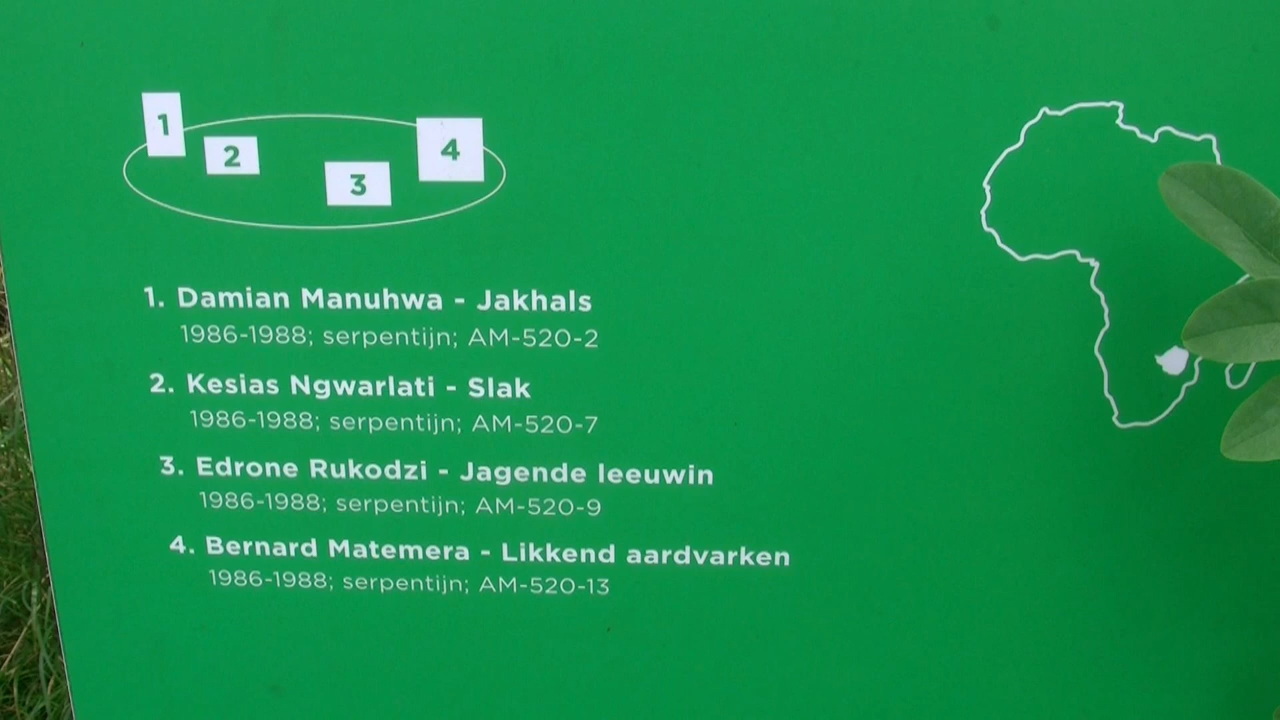 1
2
3
4
1. Damian Manuhwa - Jakhals
1986-1988; serpentijn; AM-520-2
2. Kesias Ngwarlati - Slak
1986-1988; serpentijn; AM-520-7
3. Edrone Rukodzi - Jagende leeuwin
1986-1988; serpentijn; AM-520-9
4. Bernard Matemera - Likkend aardvarken
1986-1988; serpentijn; AM-520-13